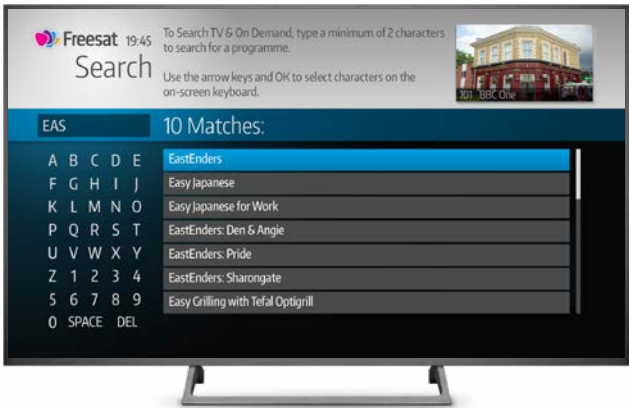 Freesat 19:45
Search
To Search TV & On Demand, type a minimum of 2 characters
to search for a programme.
Use the arrow keys and OK to select characters on the
on-screen keyboard.
101 BBC One
EAS
10 Matches:
A B C D E
F G H I J
K L M N O
P Q R S T
U V W X Y
Z 1 2 3 4
5 6 7 8 9
0 SPACE DEL
EastEnders
Easy Japanese
Easy Japanese for Work
EastEnders: Den & Angie
EastEnders: Pride
EastEnders: Sharongate
Easy Grilling with Tefal Optigrill